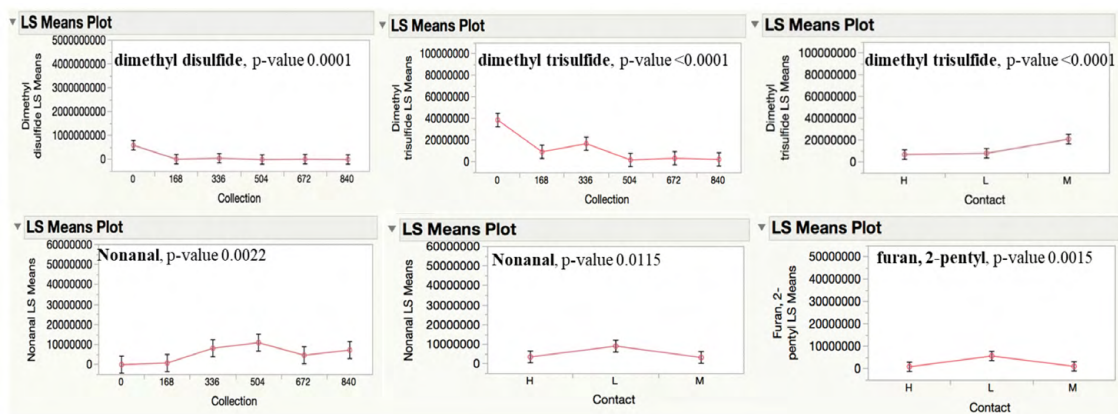 LS Means Plot
dimethyl disulfide, p-value 0.0001
Dimethyl
disulfide LS Means
5000000000
4000000000
3000000000
2000000000
1000000000
0
0 168 336 504 672 840
Collection
LS Means Plot
dimethyl trisulfide, p-value <0.0001
Dimethyl
trisulfide LS Means
100000000
80000000
60000000
40000000
20000000
0
0 168 336 504 672 840
Collection
LS Means Plot
dimethyl trisulfide, p-value <0.0001
Dimethyl
trisulfide LS Means
100000000
80000000
60000000
40000000
20000000
0
H L M
Contact
LS Means Plot
Nonanal, p-value 0.0022
Nonanal LS Means
60000000
50000000
40000000
30000000
20000000
10000000
0
0 168 336 504 672 840
Collection
LS Means Plot
Nonanal, p-value 0.0115
Nonanal LS Means
60000000
50000000
40000000
30000000
20000000
10000000
0
H L M
Contact
LS Means Plot
furan, 2-pentyl, p-value 0.0015
Furan, 2-
pentyl LS Means
50000000
40000000
30000000
20000000
10000000
0
H L M
Contact